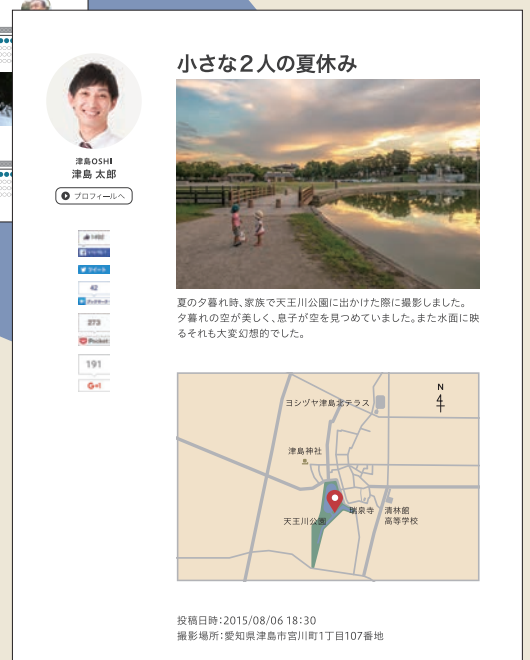 小さな2人の夏休み
津島OSHI
津島 太郎
プロフィールへ
ツイート
42
273
Pocket
191
G+1
夏の夕暮れ時、家族で天王川公園に出かけた際に撮影しました。
夕暮れの空が美しく、息子が空を見つめていました。また水面に映
るそれも大変幻想的でした。
N
ヨシヅヤ津島北テラス
津島神社
瑞泉寺
清林館
高等学校
天王川公園
投稿日時:2015/08/06 18:30
撮影場所:愛知県津島市宮川町1丁目107番地